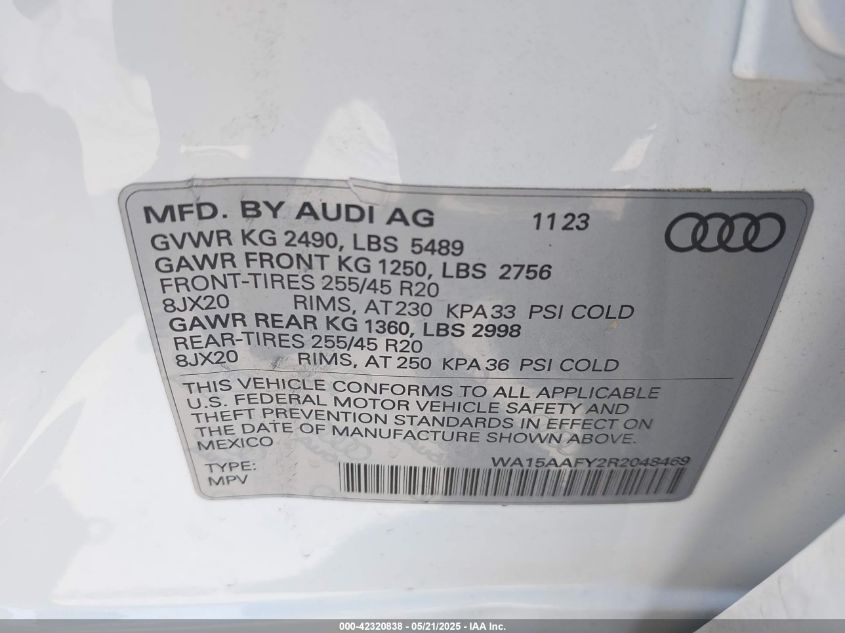 MFD. BY AUDI AG 11 23
GVWR KG 2490, LBS 5489
GAWR FRONT KG 1250, LBS 2756
FRONT-TIRES 255/45 R20
8JX20 RIMS, AT 230 KPA 33 PSI COLD
GAWR REAR KG 1360, LBS 2998
REAR-TIRES 255/45 R20
8JX20 RIMS, AT 250 KPA 36 PSI COLD
THIS VEHICLE CONFORMS TO ALL APPLICABLE
U.S. FEDERAL MOTOR VEHICLE SAFETY AND
THEFT PREVENTION STANDARDS IN EFFECT ON
THE DATE OF MANUFACTURE SHOWN ABOVE.
MEXICO
WA15AAFY2R2048469
TYPE:
MPV
000-42320838 - 05/21/2025 - IAA Inc.